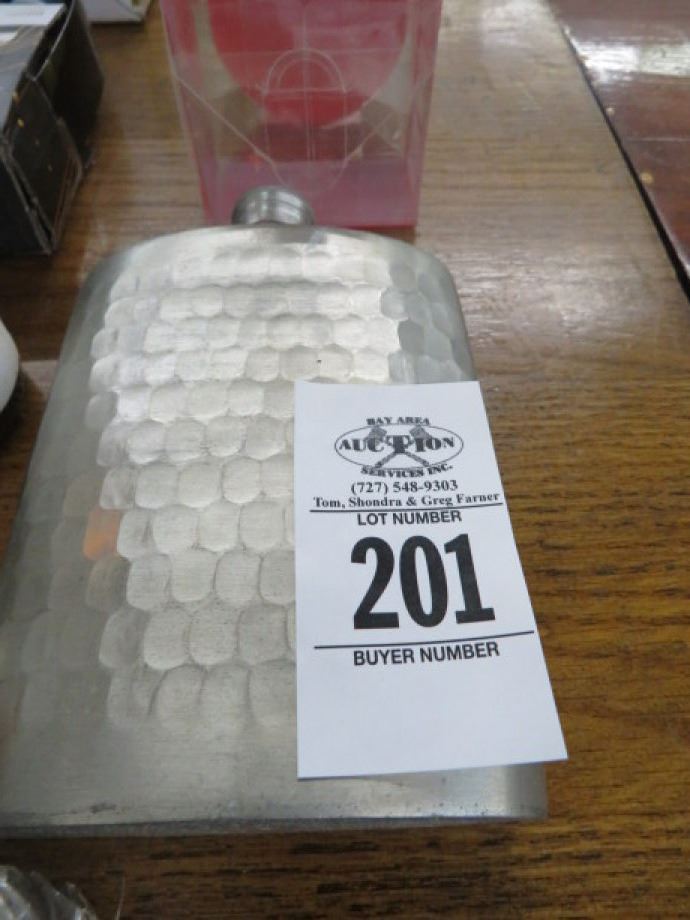 BAY AREA
AUCTION
SERVICES INC.
(727) 548-9303
Tom, Shondra & Greg Farner
LOT NUMBER
201
BUYER NUMBER